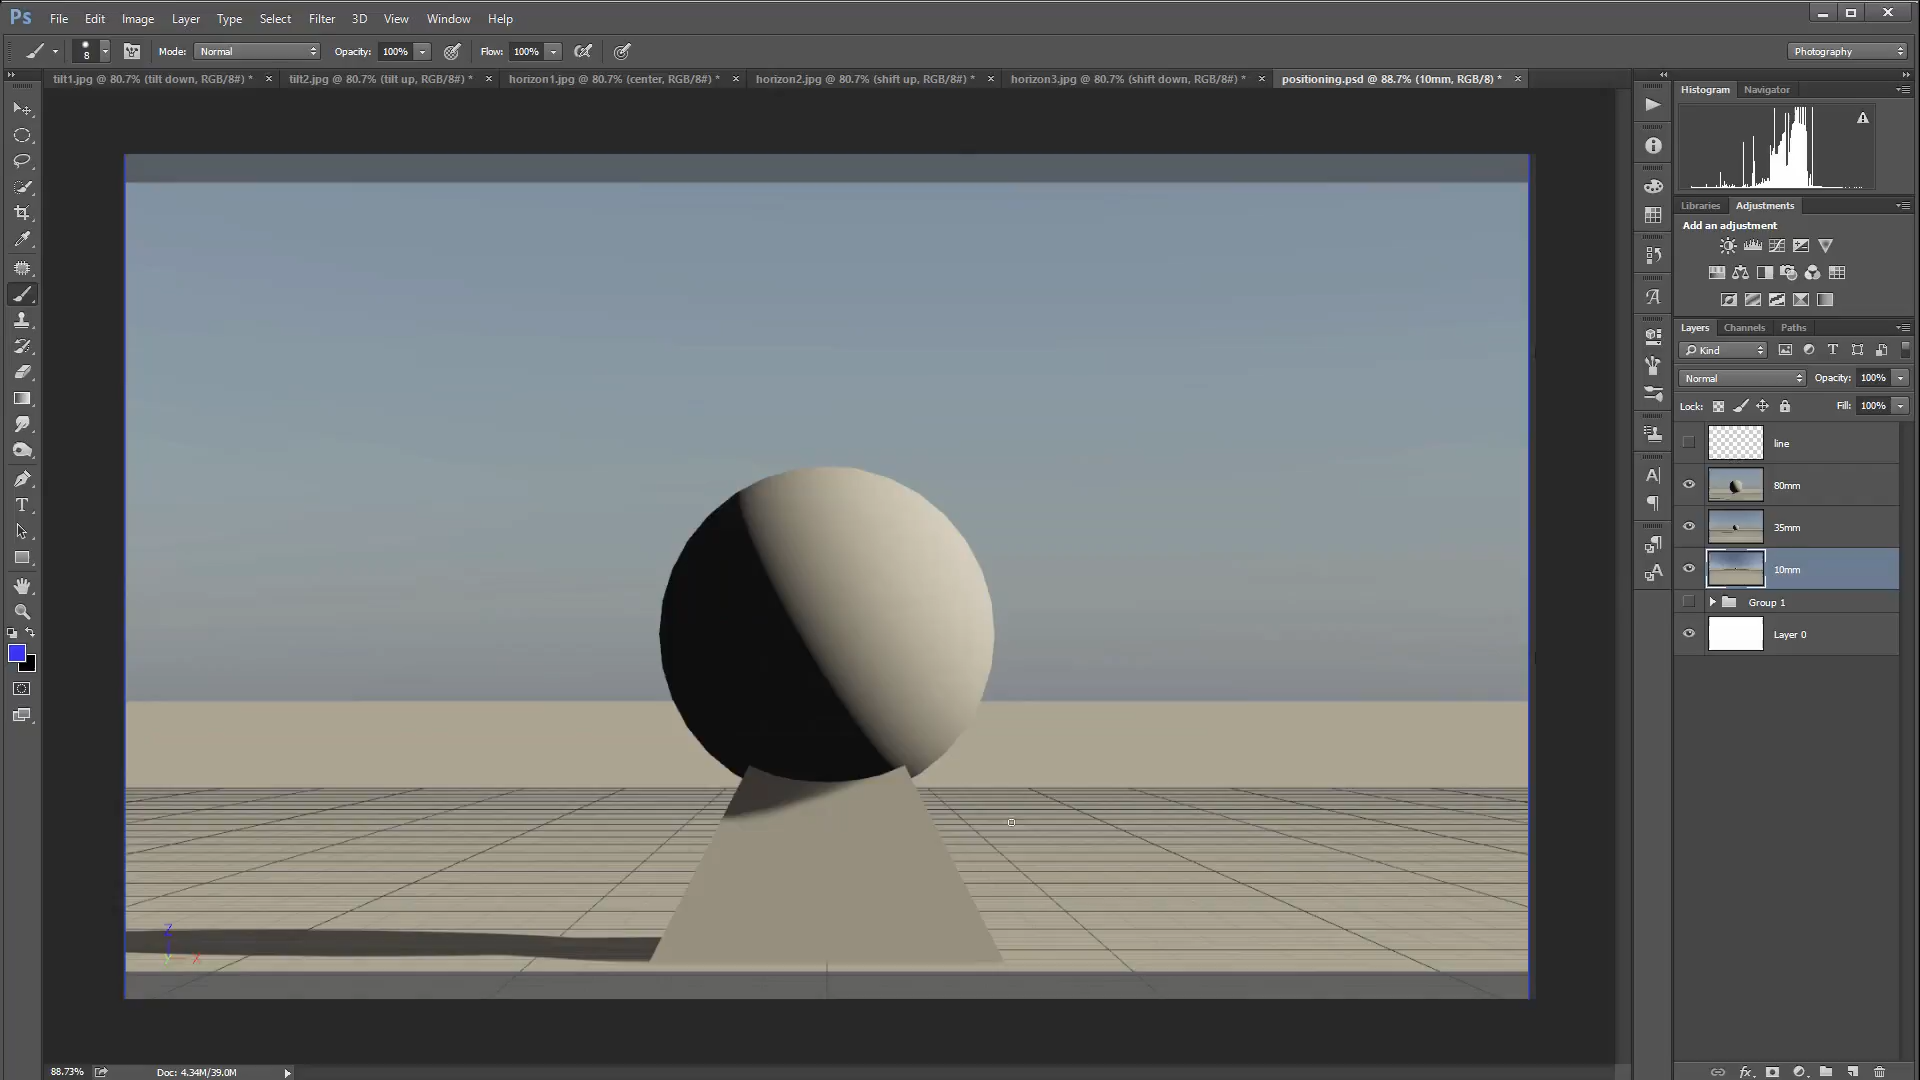 Ps File Edit Image Layer Type Select Filter 3D View Window Help
8 Mode: Normal Opacity: 100% Flow: 100% Photography
tilt1.jpg @ 80.7% (tilt down, RGB/8#) * tilt2.jpg @ 80.7% (tilt up, RGB/8#) * horizon1.jpg @ 80.7% (center, RGB/8#) * horizon2.jpg @ 80.7% (shift up, RGB/8#) * horizon3.jpg @ 80.7% (shift down, RGB/8#) * positioning.psd @ 88.7% (10mm, RGB/8) *
Histogram Navigator
Libraries Adjustments
Add an adjustment
Layers Channels Paths
Kind
Normal Opacity: 100%
Lock: Fill: 100%
line
80mm
35mm
10mm
Group 1
Layer 0
Z
Y X
88.73% Doc: 4.34M/39.0M